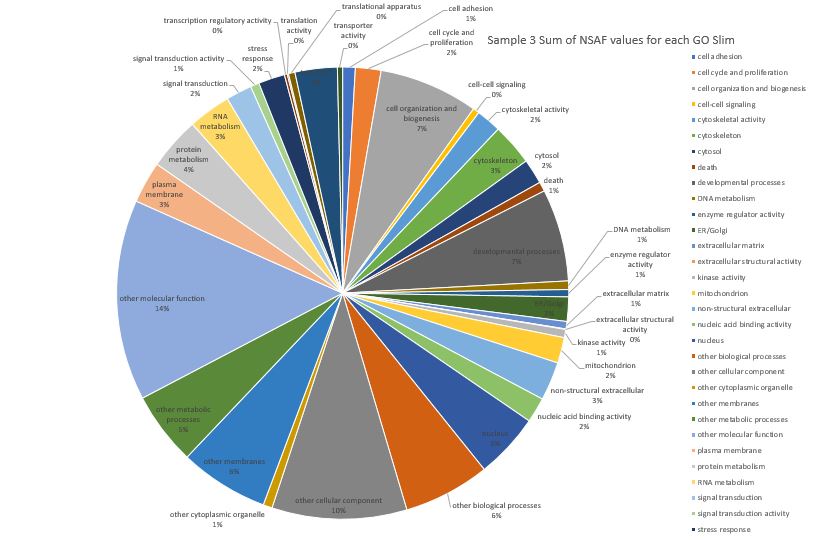 Sample 3 Sum of NSAF values for each GO Slim
cell adhesion
1%
cell cycle and
proliferation
2%
cell organization and
biogenesis
7%
cell-cell signaling
0%
cytoskeletal activity
2%
cytoskeleton
3%
cytosol
2%
death
1%
developmental processes
7%
DNA metabolism
1%
enzyme regulator
activity
1%
ER/Golgi
extracellular matrix
1%
extracellular structural
activity
0%
kinase activity
1%
mitochondrion
2%
non-structural extracellular
3%
nucleic acid binding activity
2%
nucleus
5%
other biological processes
6%
other cellular component
10%
other cytoplasmic organelle
1%
other membranes
6%
other metabolic
processes
5%
other molecular function
14%
plasma
membrane
3%
protein
metabolism
4%
RNA
metabolism
3%
signal transduction
2%
signal transduction activity
1%
stress
response
2%
transcription regulatory activity
0%
translation
activity
0%
translational apparatus
0%
transporter
activity
0%
cell adhesion
cell cycle and proliferation
cell organization and biogenesis
cell-cell signaling
cytoskeletal activity
cytoskeleton
cytosol
death
developmental processes
DNA metabolism
enzyme regulator activity
ER/Golgi
extracellular matrix
extracellular structural activity
kinase activity
mitochondrion
non-structural extracellular
nucleic acid binding activity
nucleus
other biological processes
other cellular component
other cytoplasmic organelle
other membranes
other metabolic processes
other molecular function
plasma membrane
protein metabolism
RNA metabolism
signal transduction
signal transduction activity
stress response